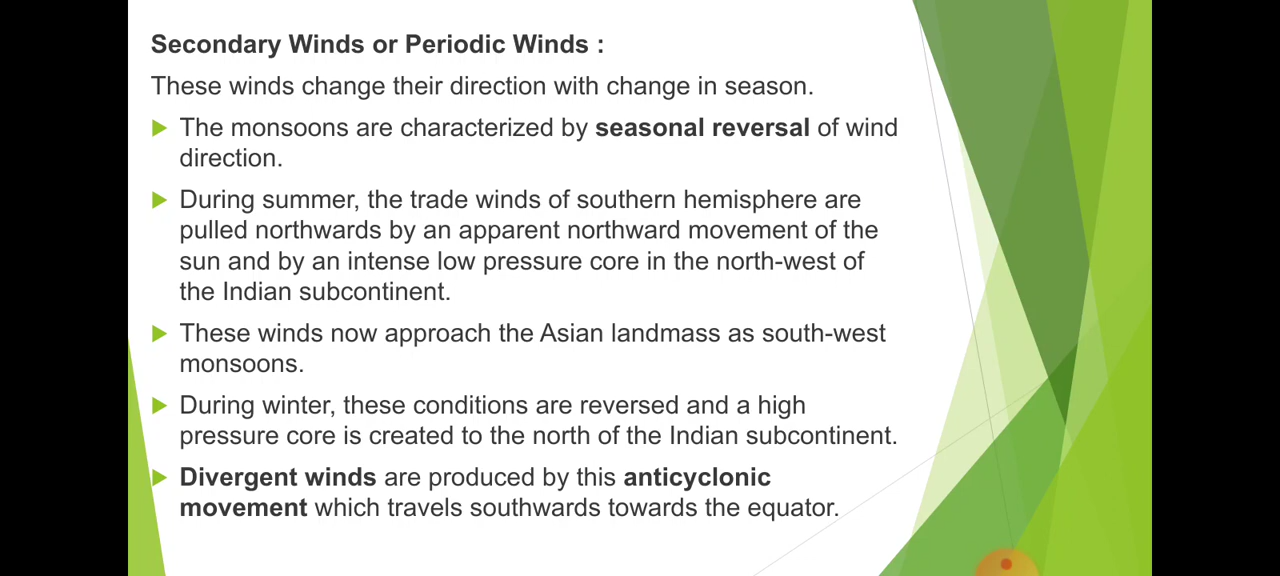 Secondary Winds or Periodic Winds :
These winds change their direction with change in season.
The monsoons are characterized by seasonal reversal of wind
direction.
During summer, the trade winds of southern hemisphere are
pulled northwards by an apparent northward movement of the
sun and by an intense low pressure core in the north-west of
the Indian subcontinent.
These winds now approach the Asian landmass as south-west
monsoons.
During winter, these conditions are reversed and a high
pressure core is created to the north of the Indian subcontinent.
Divergent winds are produced by this anticyclonic
movement which travels southwards towards the equator.